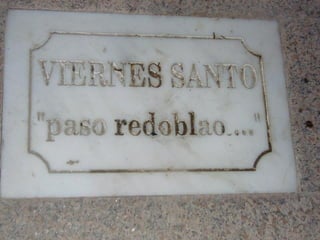 VIERNES SANTO
"paso redoblao...."